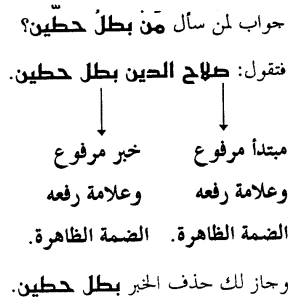 جواب لمن سأل مَنْ بطلُ حطّين؟
فتقول: صلاح الدين بطل حطين.
مبتدأ مرفوع خبر مرفوع
وعلامة رفعه وعلامة رفعه
الضمة الظاهرة. الضمة الظاهرة.
وجاز لك حذف الخبر بطل حطين.